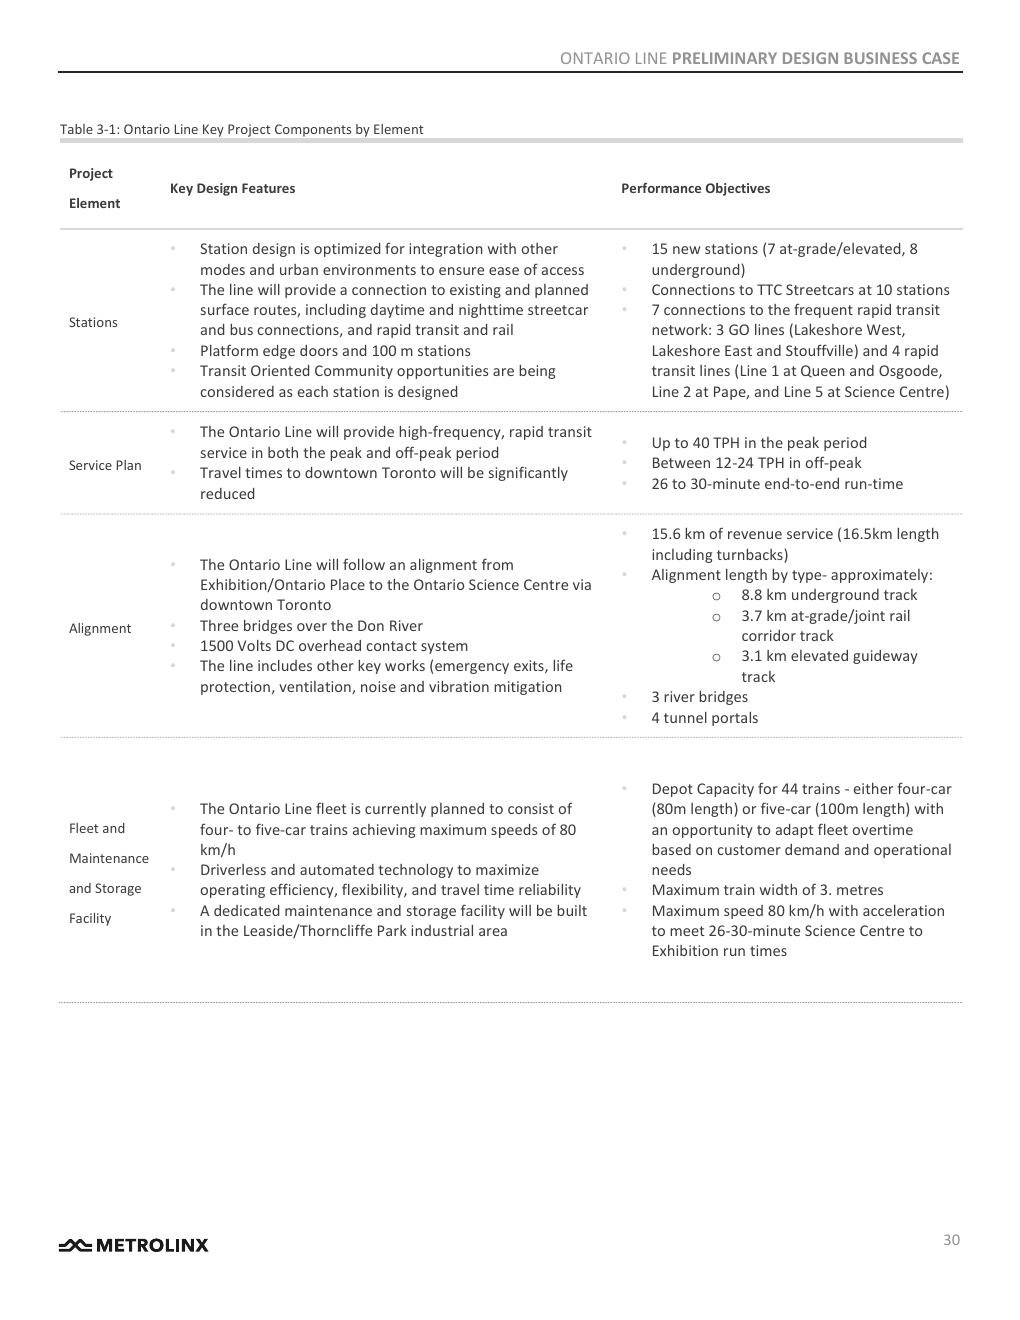 ONTARIO LINE PRELIMINARY DESIGN BUSINESS CASE
Table 3-1: Ontario Line Key Project Components by Element
Project
Element
Key Design Features
Performance Objectives
Stations
• Station design is optimized for integration with other
modes and urban environments to ensure ease of access
• The line will provide a connection to existing and planned
surface routes, including daytime and nighttime streetcar
and bus connections, and rapid transit and rail
• Platform edge doors and 100 m stations
• Transit Oriented Community opportunities are being
considered as each station is designed
• 15 new stations (7 at-grade/elevated, 8
underground)
• Connections to TTC Streetcars at 10 stations
• 7 connections to the frequent rapid transit
network: 3 GO lines (Lakeshore West,
Lakeshore East and Stouffville) and 4 rapid
transit lines (Line 1 at Queen and Osgoode,
Line 2 at Pape, and Line 5 at Science Centre)
Service Plan
• The Ontario Line will provide high-frequency, rapid transit
service in both the peak and off-peak period
• Travel times to downtown Toronto will be significantly
reduced
• Up to 40 TPH in the peak period
• Between 12-24 TPH in off-peak
• 26 to 30-minute end-to-end run-time
Alignment
• The Ontario Line will follow an alignment from
Exhibition/Ontario Place to the Ontario Science Centre via
downtown Toronto
• Three bridges over the Don River
• 1500 Volts DC overhead contact system
• The line includes other key works (emergency exits, life
protection, ventilation, noise and vibration mitigation
• 15.6 km of revenue service (16.5km length
including turnbacks)
• Alignment length by type- approximately:
o 8.8 km underground track
o 3.7 km at-grade/joint rail
corridor track
o 3.1 km elevated guideway
track
• 3 river bridges
• 4 tunnel portals
Fleet and
Maintenance
and Storage
Facility
• The Ontario Line fleet is currently planned to consist of
four- to five-car trains achieving maximum speeds of 80
km/h
• Driverless and automated technology to maximize
operating efficiency, flexibility, and travel time reliability
• A dedicated maintenance and storage facility will be built
in the Leaside/Thorncliffe Park industrial area
• Depot Capacity for 44 trains - either four-car
(80m length) or five-car (100m length) with
an opportunity to adapt fleet overtime
based on customer demand and operational
needs
• Maximum train width of 3. metres
• Maximum speed 80 km/h with acceleration
to meet 26-30-minute Science Centre to
Exhibition run times
METROLINX
30